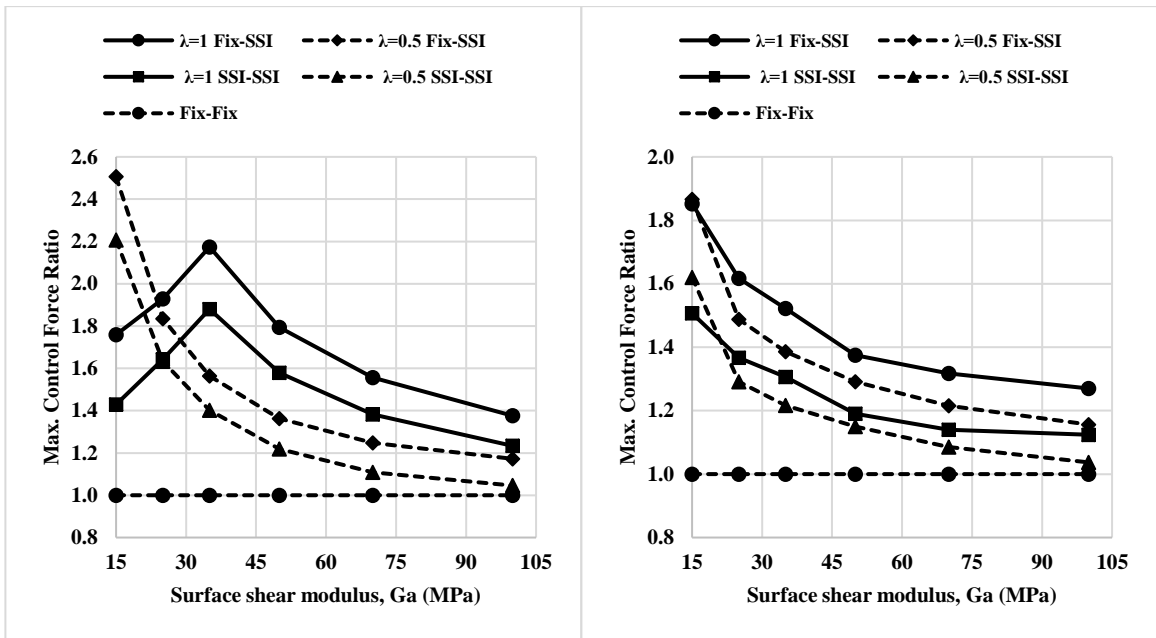 λ=1 Fix-SSI
λ=0.5 Fix-SSI
λ=1 SSI-SSI
λ=0.5 SSI-SSI
Fix-Fix
Max. Control Force Ratio
2.6
2.4
2.2
2.0
1.8
1.6
1.4
1.2
1.0
0.8
15 30 45 60 75 90 105
Surface shear modulus, Ga (MPa)
λ=1 Fix-SSI
λ=0.5 Fix-SSI
λ=1 SSI-SSI
λ=0.5 SSI-SSI
Fix-Fix
Max. Control Force Ratio
2.0
1.8
1.6
1.4
1.2
1.0
0.8
15 30 45 60 75 90 105
Surface shear modulus, Ga (MPa)